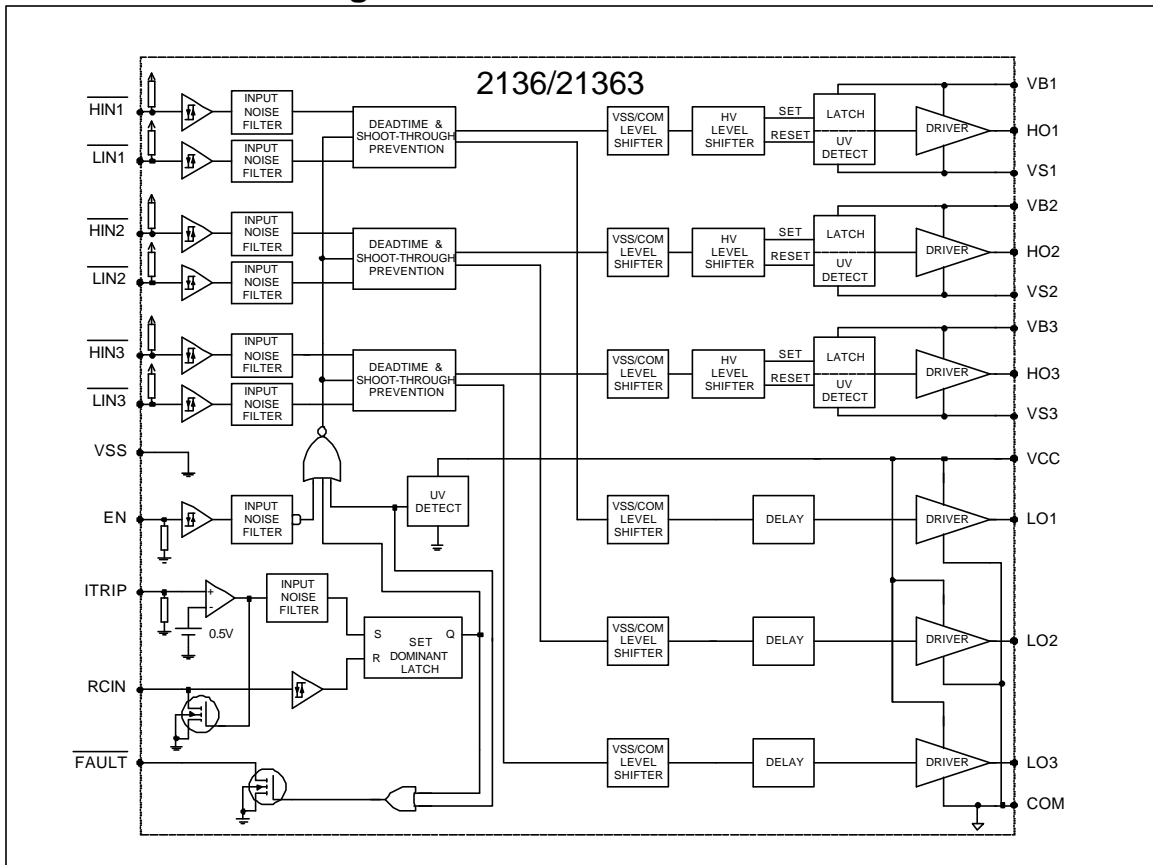 2136/21363
HIN1
INPUT
NOISE
FILTER
LIN1
INPUT
NOISE
FILTER
DEADTIME &
SHOOT-THROUGH
PREVENTION
VSS/COM
LEVEL
SHIFTER
HV
LEVEL
SHIFTER
SET
RESET
LATCH
UV
DETECT
DRIVER
VB1
HO1
VS1
HIN2
INPUT
NOISE
FILTER
LIN2
INPUT
NOISE
FILTER
DEADTIME &
SHOOT-THROUGH
PREVENTION
VSS/COM
LEVEL
SHIFTER
HV
LEVEL
SHIFTER
SET
RESET
LATCH
UV
DETECT
DRIVER
VB2
HO2
VS2
HIN3
INPUT
NOISE
FILTER
LIN3
INPUT
NOISE
FILTER
DEADTIME &
SHOOT-THROUGH
PREVENTION
VSS/COM
LEVEL
SHIFTER
HV
LEVEL
SHIFTER
SET
RESET
LATCH
UV
DETECT
DRIVER
VB3
HO3
VS3
VSS
VCC
EN
INPUT
NOISE
FILTER
UV
DETECT
VSS/COM
LEVEL
SHIFTER
DELAY
DRIVER
LO1
ITRIP
+
-
0.5V
INPUT
NOISE
FILTER
S
Q
R
SET
DOMINANT
LATCH
VSS/COM
LEVEL
SHIFTER
DELAY
DRIVER
LO2
RCIN
FAULT
VSS/COM
LEVEL
SHIFTER
DELAY
DRIVER
LO3
COM